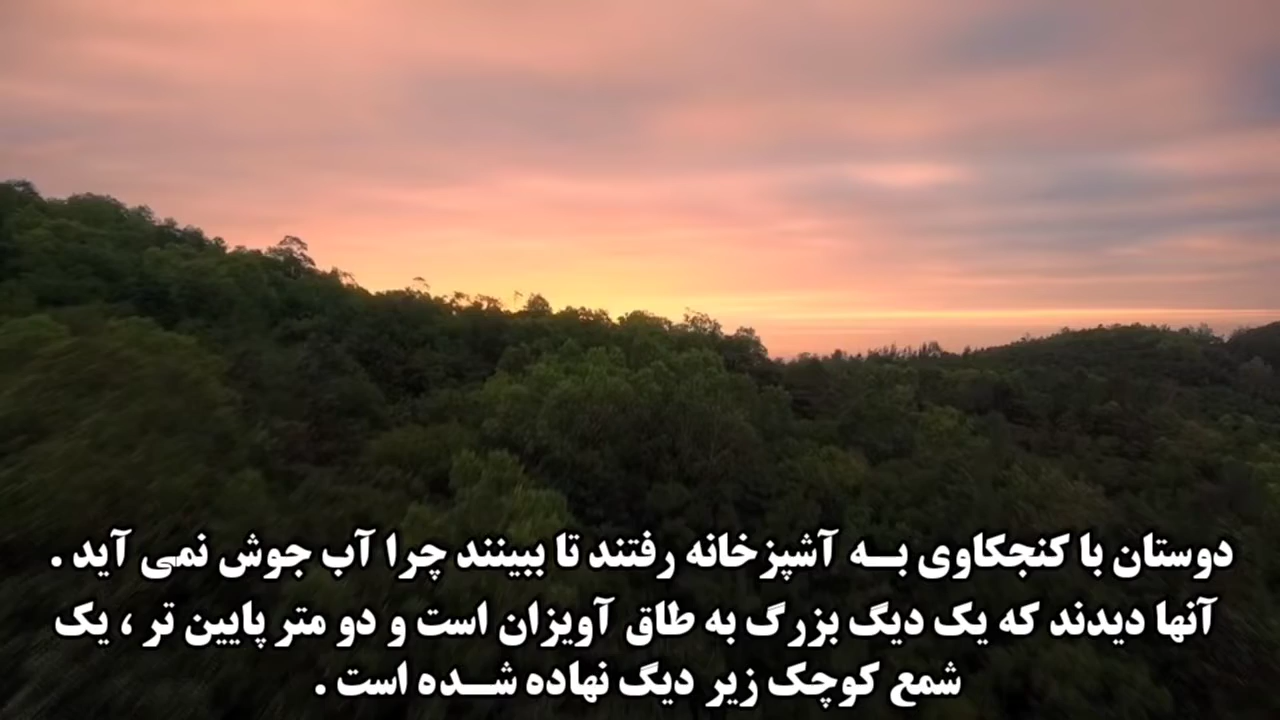 دوستان با کنجکاوی بــه آشپزخانه رفتند تا ببینند چرا آب جوش نمی آید .
آنها دیدند که یک دیگ بزرگ به طاق آویزان است و دو متر پایین تر ، یک
شمع کوچک زیر دیگ نهاده شــده است .